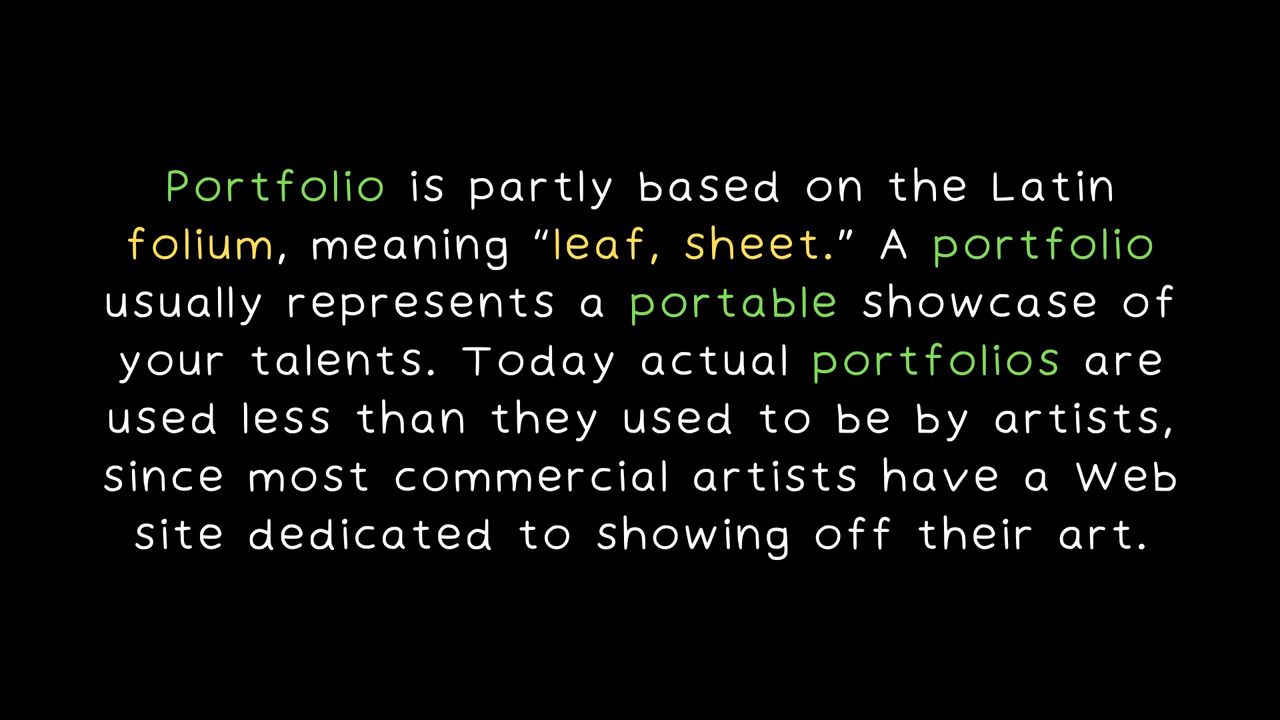 Portfolio is partly based on the Latin
folium, meaning “leaf, sheet.” A portfolio
usually represents a portable showcase of
your talents. Today actual portfolios are
used less than they used to be by artists,
since most commercial artists have a Web
site dedicated to showing off their art.